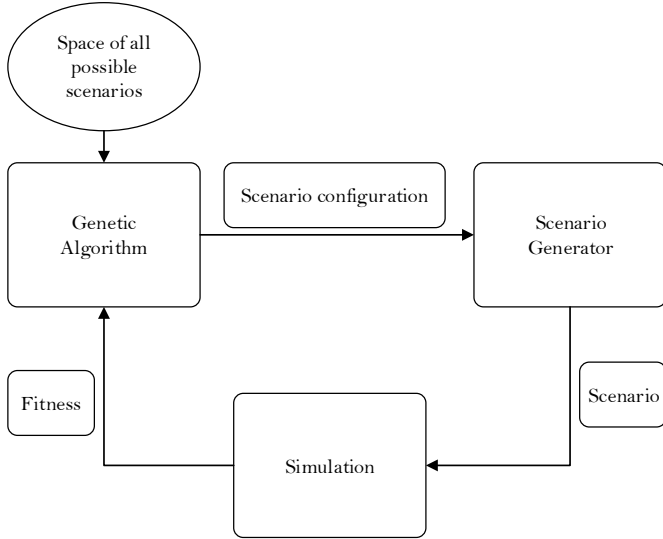 Space of all
possible
scenarios
Genetic
Algorithm
Scenario configuration
Scenario
Generator
Fitness
Simulation
Scenario